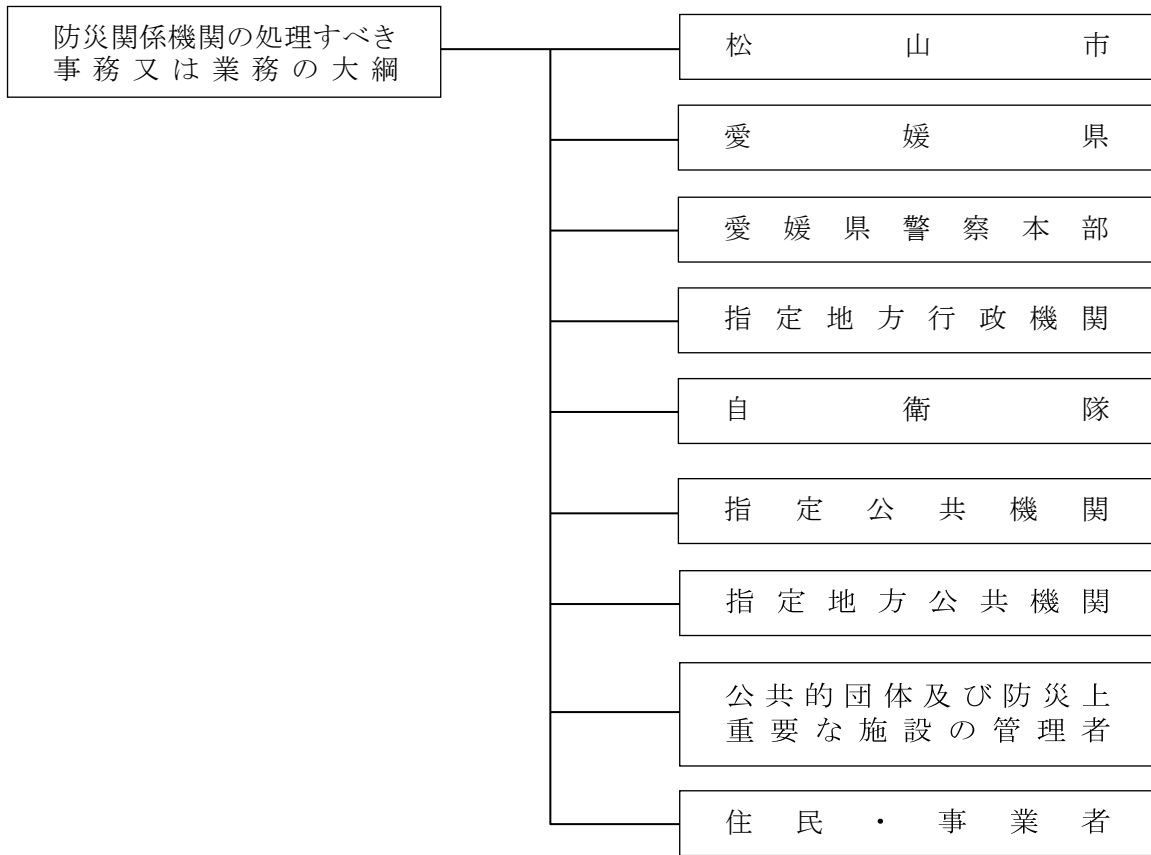 防災関係機関の処理すべき
事務又は業務の大綱
松山市
愛媛県
愛媛県警察本部
指定地方行政機関
自衛隊
指定公共機関
指定地方公共機関
公共的団体及び防災上
重要な施設の管理者
住民・事業者